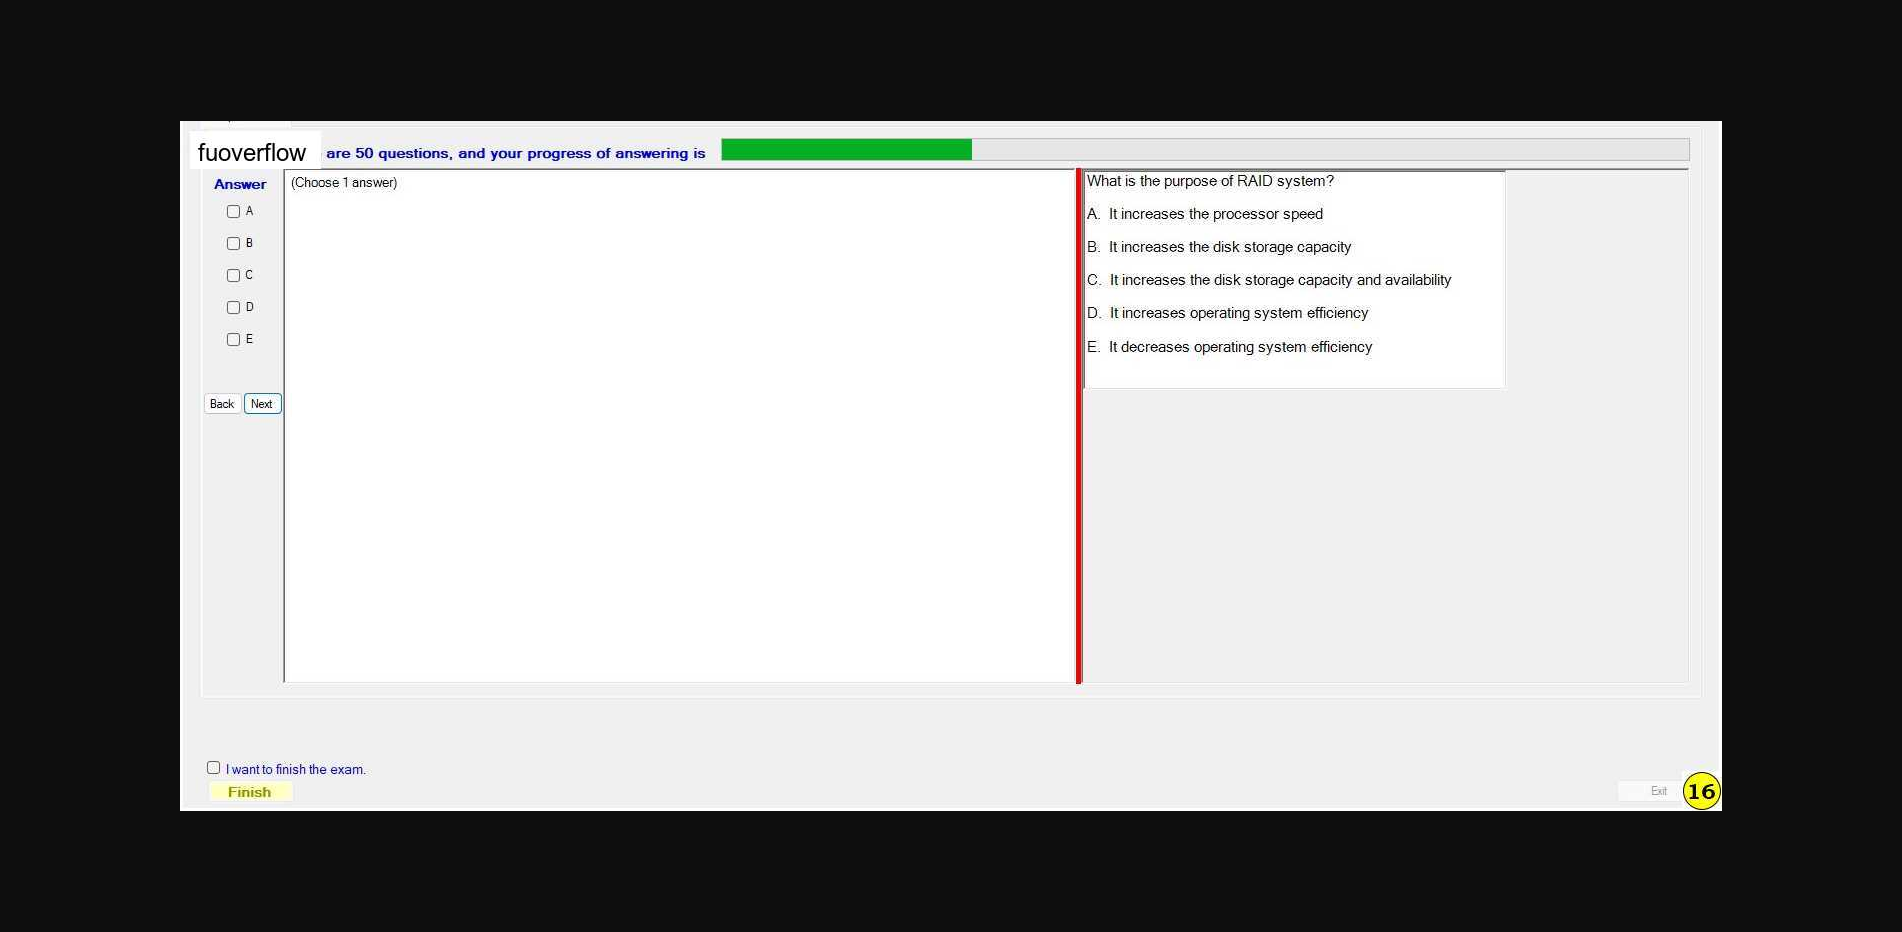 fuoverflow are 50 questions, and your progress of answering is
Answer
(Choose 1 answer)
A
B
C
D
E
Back Next
What is the purpose of RAID system?
A. It increases the processor speed
B. It increases the disk storage capacity
C. It increases the disk storage capacity and availability
D. It increases operating system efficiency
E. It decreases operating system efficiency
I want to finish the exam.
Finish
Exit
16